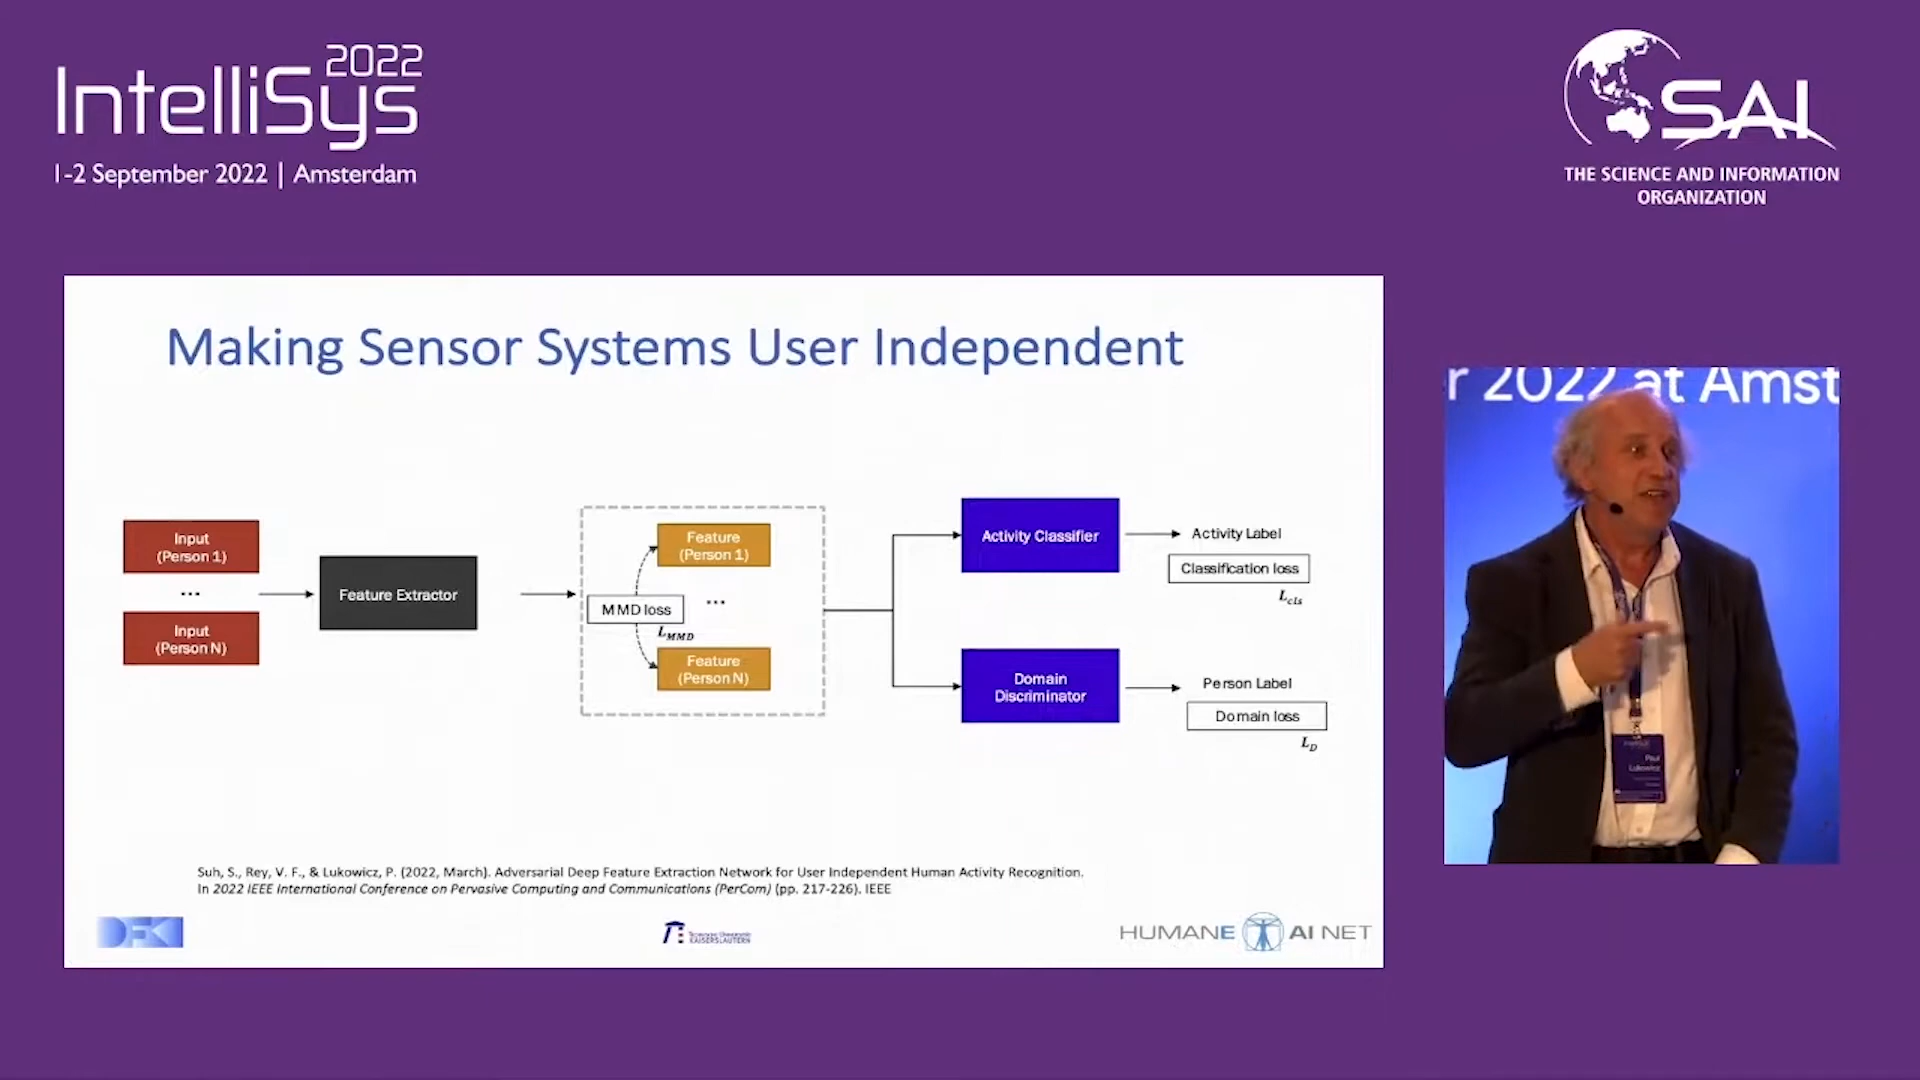 2022
IntelliSys
1-2 September 2022 | Amsterdam
SAI
THE SCIENCE AND INFORMATION
ORGANIZATION
Making Sensor Systems User Independent
Input
(Person 1)
...
Input
(Person N)
Feature Extractor
Feature
(Person 1)
MMD loss
...
L_MMD
Feature
(Person N)
Activity Classifier
Activity Label
Classification loss
L_cls
Domain
Discriminator
Person Label
Domain loss
L_D
Suh, S., Rey, V. F., & Lukowicz, P. (2022, March). Adversarial Deep Feature Extraction Network for User Independent Human Activity Recognition.
In 2022 IEEE International Conference on Pervasive Computing and Communications (PerCom) (pp. 217-226). IEEE
DFKI
KAISERSLAUTERN
HUMANE AI NET
r 2022 at Amst
Paul
Lukowicz